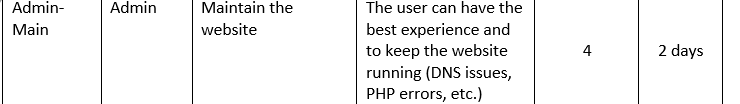 Admin-
Main
Admin
Maintain the
website
The user can have the
best experience and
to keep the website
running (DNS issues,
PHP errors, etc.)
4
2 days